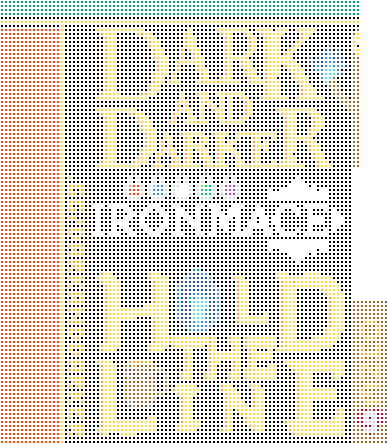 DARK
AND
DARKER
IRONMACE
HOLD
THE
LINE